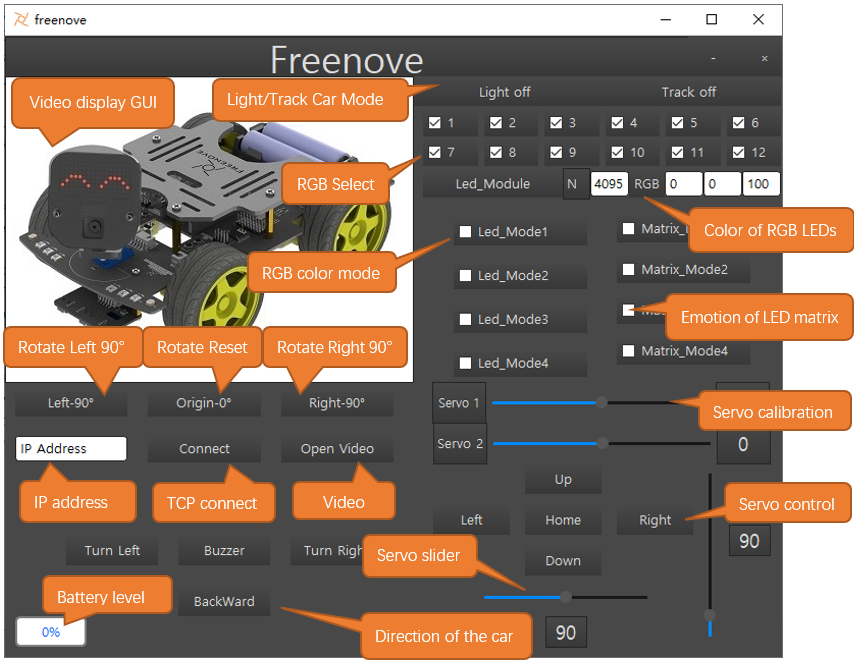 freenove
Freenove
Video display GUI
Light/Track Car Mode
Light off
Track off
1
2
3
4
5
6
7
8
9
10
11
12
FREENOVE
RGB Select
Led_Module
N
4095
RGB
0
0
100
Color of RGB LEDs
Led_Mode1
RGB color mode
Led_Mode2
Matrix_Mode2
Led_Mode3
Emotion of LED matrix
Led_Mode4
Matrix_Mode4
Rotate Left 90°
Rotate Reset
Rotate Right 90°
Left-90°
Origin-0°
Right-90°
Servo 1
Servo calibration
IP Address
Connect
Open Video
Servo 2
0
IP address
TCP connect
Video
Up
Left
Home
Right
Servo control
Down
90
Turn Left
Buzzer
Turn Righ
Servo slider
Battery level
BackWard
0%
Direction of the car
90